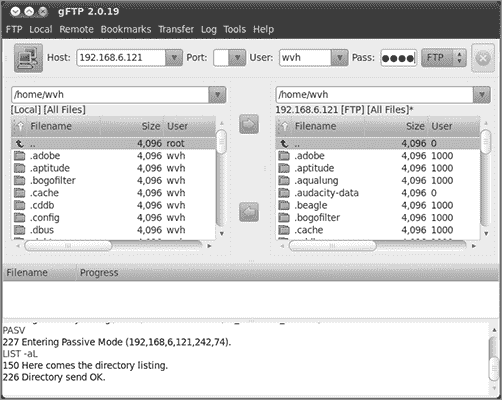 gFTP 2.0.19
FTP Local Remote Bookmarks Transfer Log Tools Help
Host: 192.168.6.121 Port: User: wvh Pass: ●●●● FTP
/home/wvh
[Local] [All Files]
Filename Size User
.. 4,096 root
.adobe 4,096 wvh
.aptitude 4,096 wvh
.bogofilter 4,096 wvh
.cache 4,096 wvh
.cddb 4,096 wvh
.config 4,096 wvh
.dbus 4,096 wvh
/home/wvh
192.168.6.121 [FTP] [All Files]*
Filename Size User
.. 4,096 0
.adobe 4,096 1000
.aptitude 4,096 1000
.aqualung 4,096 1000
.audacity-data 4,096 0
.beagle 4,096 1000
.bogofilter 4,096 1000
.cache 4,096 1000
Filename Progress
PASV
227 Entering Passive Mode (192,168,6,121,242,74).
LIST -aL
150 Here comes the directory listing.
226 Directory send OK.